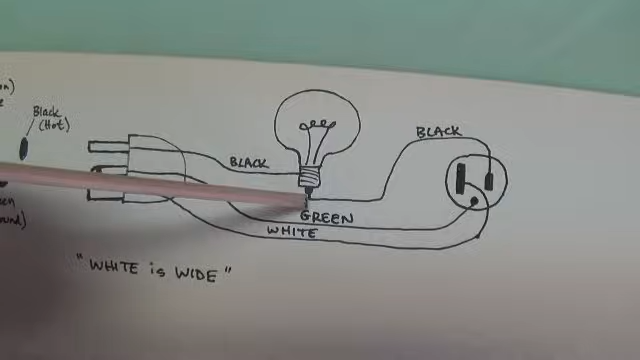 Black
(Hot)
BLACK
BLACK
GREEN
WHITE
"WHITE is WIDE"